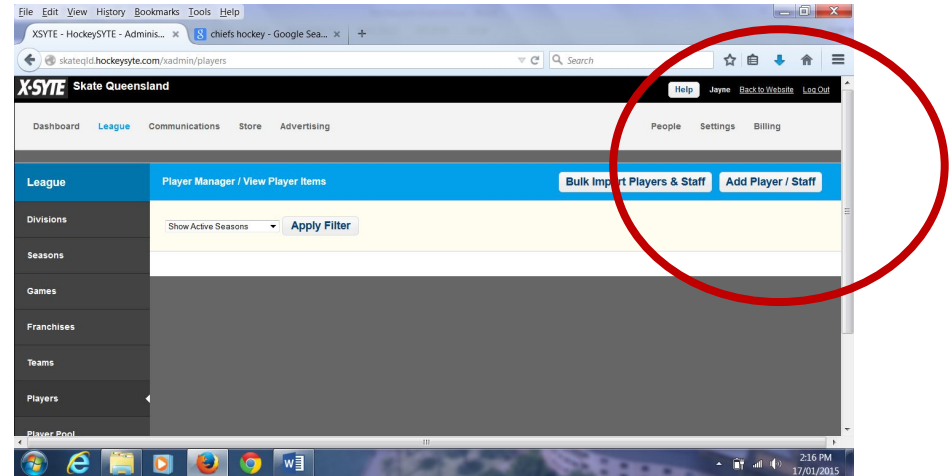 File Edit View History Bookmarks Tools Help
XSYTE - HockeySYTE - Adminis... × 8 chiefs hockey - Google Sea... × +
skateqld.hockeysyte.com/xadmin/players Search
X-SYTE Skate Queensland Help Jayne Back to Website Log Out
Dashboard League Communications Store Advertising People Settings Billing
League Player Manager / View Player Items Bulk Import Players & Staff Add Player / Staff
Divisions
Show Active Seasons Apply Filter
Seasons
Games
Franchises
Teams
Players
Player Pool
2:16 PM
17/01/2015